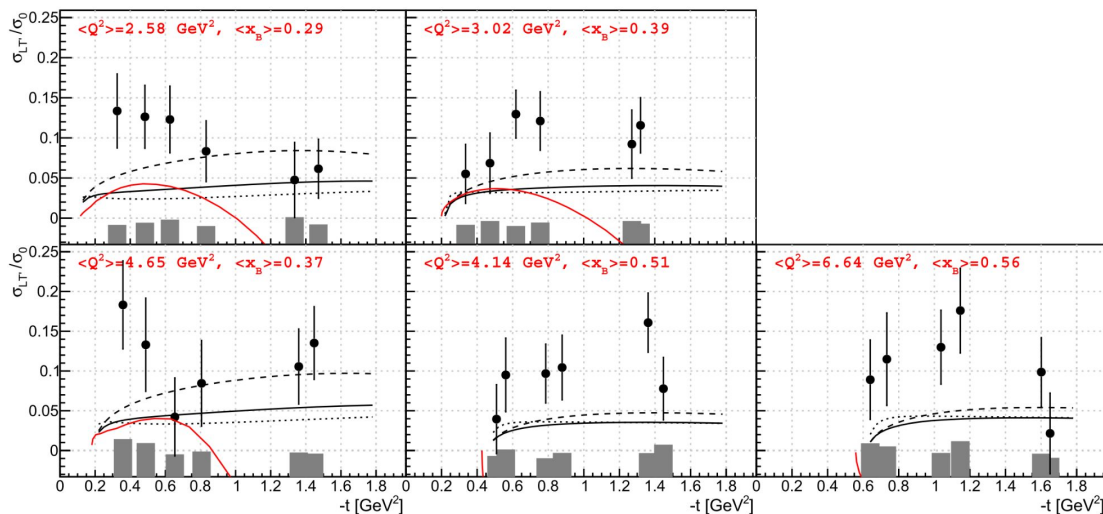 σ_LT'/σ_0
0.25
0.2
0.15
0.1
0.05
0
<Q²>=2.58 GeV², <x_B>=0.29
<Q²>=3.02 GeV², <x_B>=0.39
σ_LT'/σ_0
0.25
0.2
0.15
0.1
0.05
0
<Q²>=4.65 GeV², <x_B>=0.37
<Q²>=4.14 GeV², <x_B>=0.51
<Q²>=6.64 GeV², <x_B>=0.56
0 0.2 0.4 0.6 0.8 1 1.2 1.4 1.6 1.8 0 0.2 0.4 0.6 0.8 1 1.2 1.4 1.6 1.8 0 0.2 0.4 0.6 0.8 1 1.2 1.4 1.6 1.8 2
-t [GeV²] -t [GeV²] -t [GeV²]